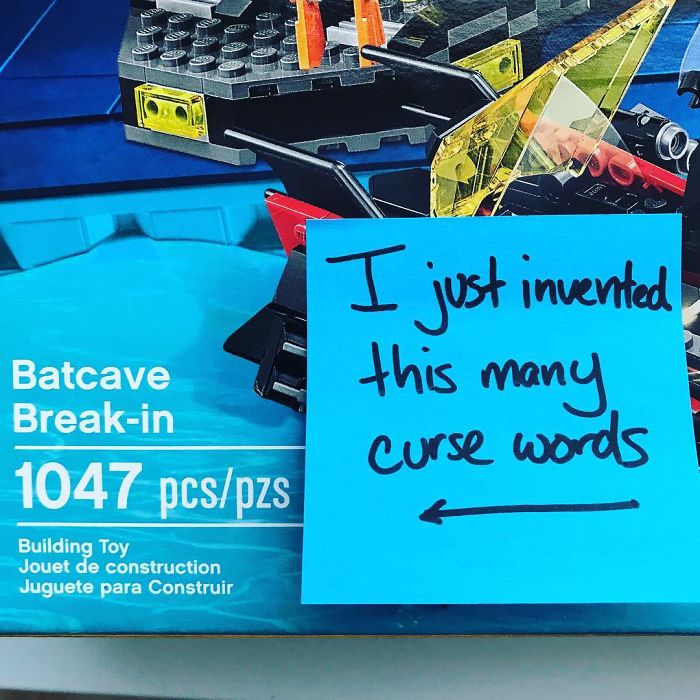 Batcave
Break-in
1047 pcs/pzs
Building Toy
Jouet de construction
Juguete para Construir
I just invented
this many
curse words